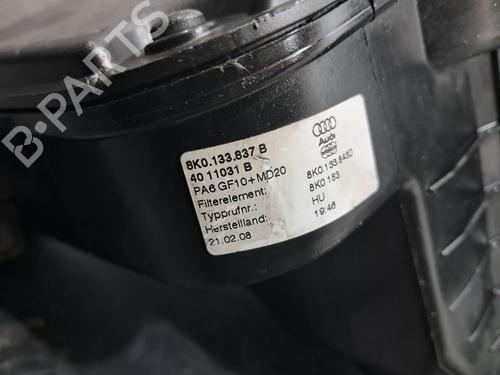 B-PARTS
8K0.133.837 B
40 11031 B
PA6 GF10+MD20
Filterelement: 8K0.133.843D
Typprufnr.: 8K0 183
Herstelland: HU
21.02.08 19:46
Audi